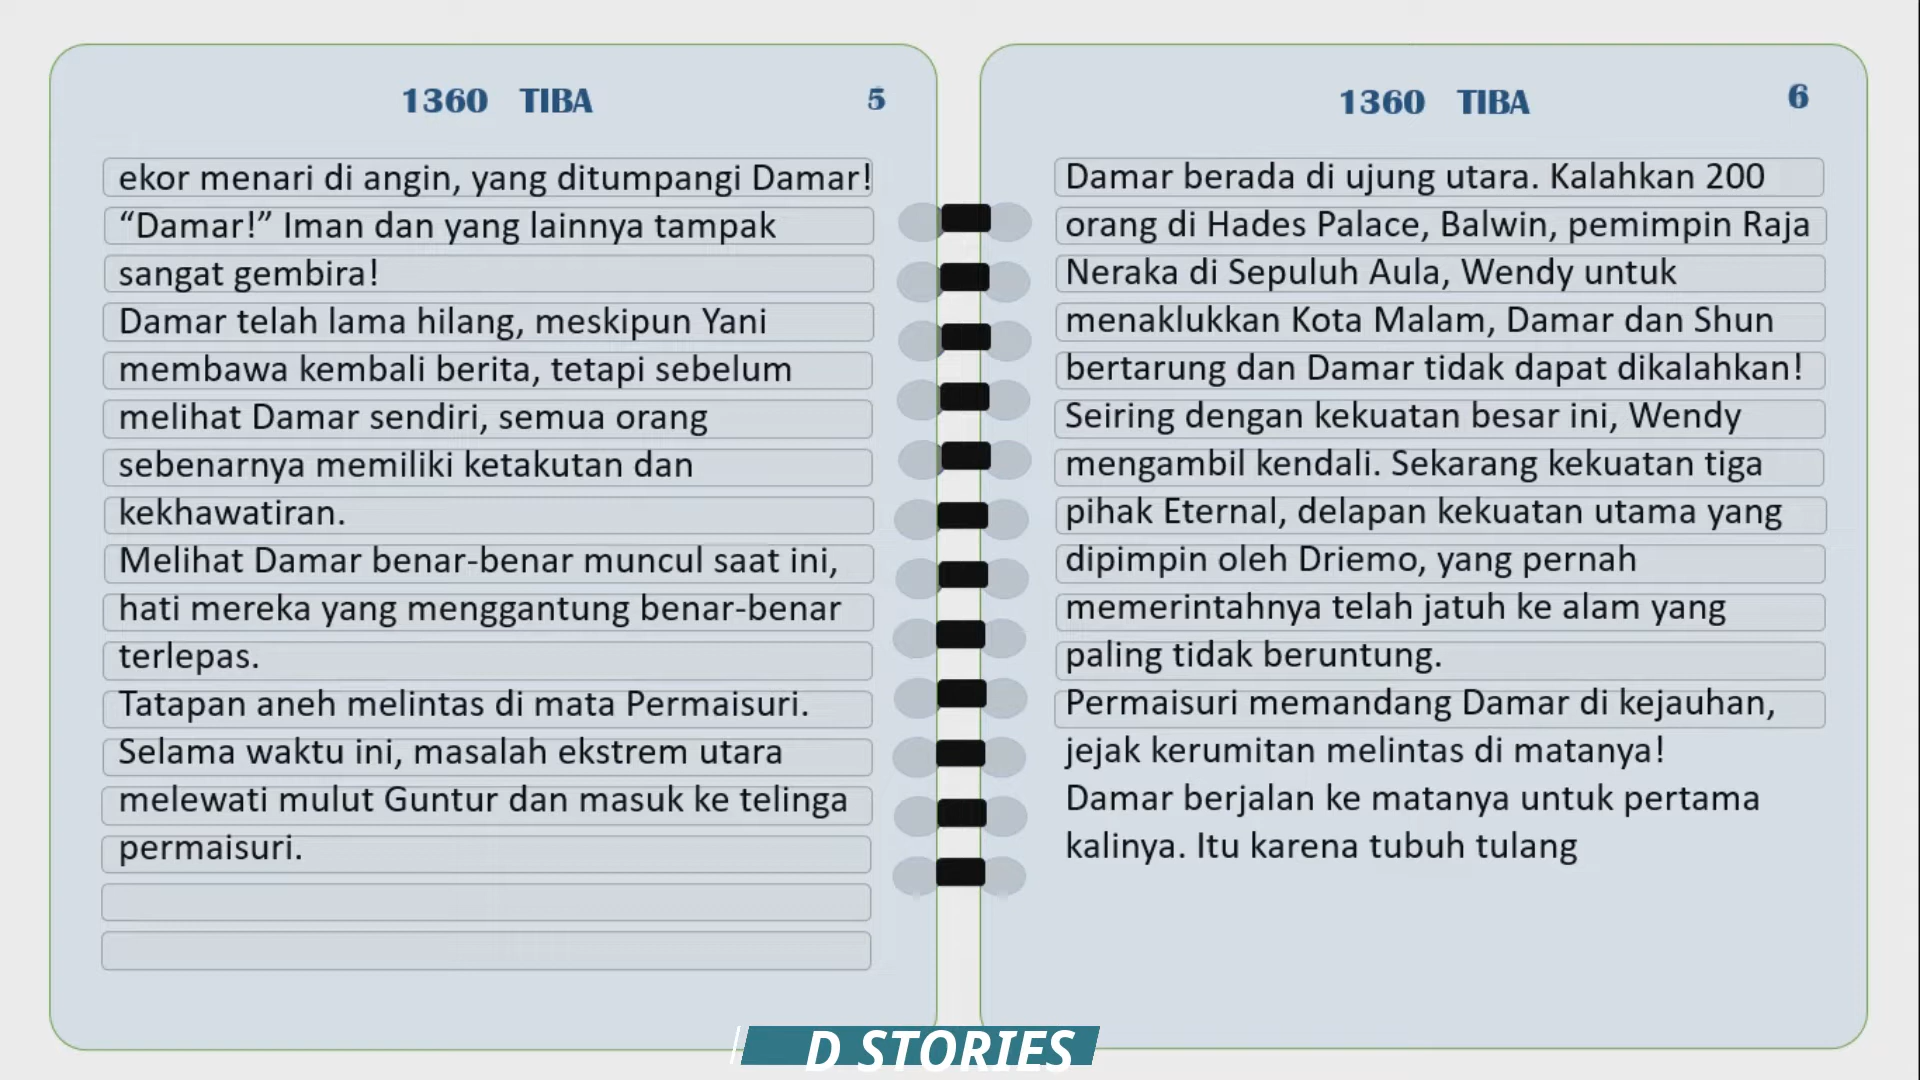 1360 TIBA 5
ekor menari di angin, yang ditumpangi Damar!
“Damar!” Iman dan yang lainnya tampak
sangat gembira!
Damar telah lama hilang, meskipun Yani
membawa kembali berita, tetapi sebelum
melihat Damar sendiri, semua orang
sebenarnya memiliki ketakutan dan
kekhawatiran.
Melihat Damar benar-benar muncul saat ini,
hati mereka yang menggantung benar-benar
terlepas.
Tatapan aneh melintas di mata Permaisuri.
Selama waktu ini, masalah ekstrem utara
melewati mulut Guntur dan masuk ke telinga
permaisuri.
1360 TIBA 6
Damar berada di ujung utara. Kalahkan 200
orang di Hades Palace, Balwin, pemimpin Raja
Neraka di Sepuluh Aula, Wendy untuk
menaklukkan Kota Malam, Damar dan Shun
bertarung dan Damar tidak dapat dikalahkan!
Seiring dengan kekuatan besar ini, Wendy
mengambil kendali. Sekarang kekuatan tiga
pihak Eternal, delapan kekuatan utama yang
dipimpin oleh Driemo, yang pernah
memerintahnya telah jatuh ke alam yang
paling tidak beruntung.
Permaisuri memandang Damar di kejauhan,
jejak kerumitan melintas di matanya!
Damar berjalan ke matanya untuk pertama
kalinya. Itu karena tubuh tulang
D STORIES